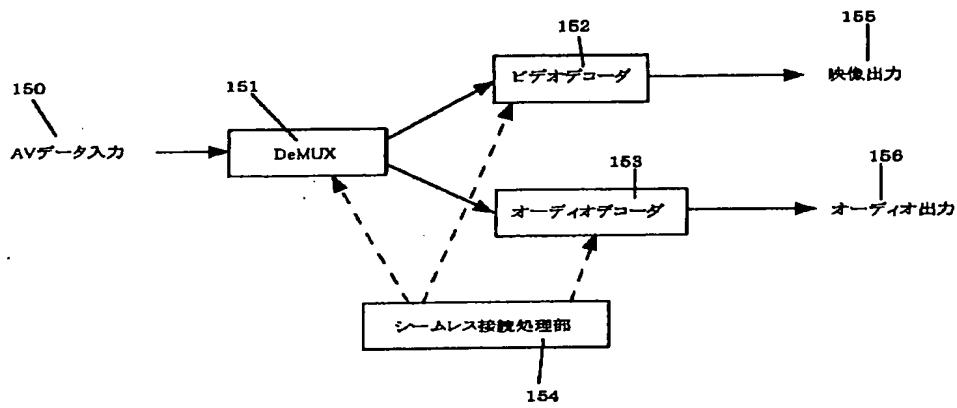 155
152
映像出力
ビデオデコーダ
150
151
AVデータ入力
DeMUX
153
156
オーディオデコーダ
オーディオ出力
シームレス接続処理部
154